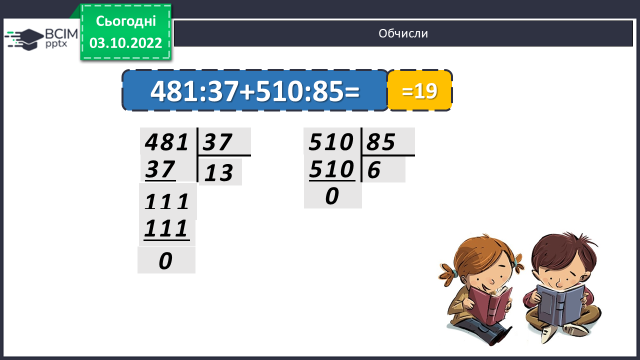 Сьогодні
03.10.2022
BCIM
pptx
Обчисли
481:37+510:85=
=19
481 37
37 13
111
111
0
510 85
510 6
0